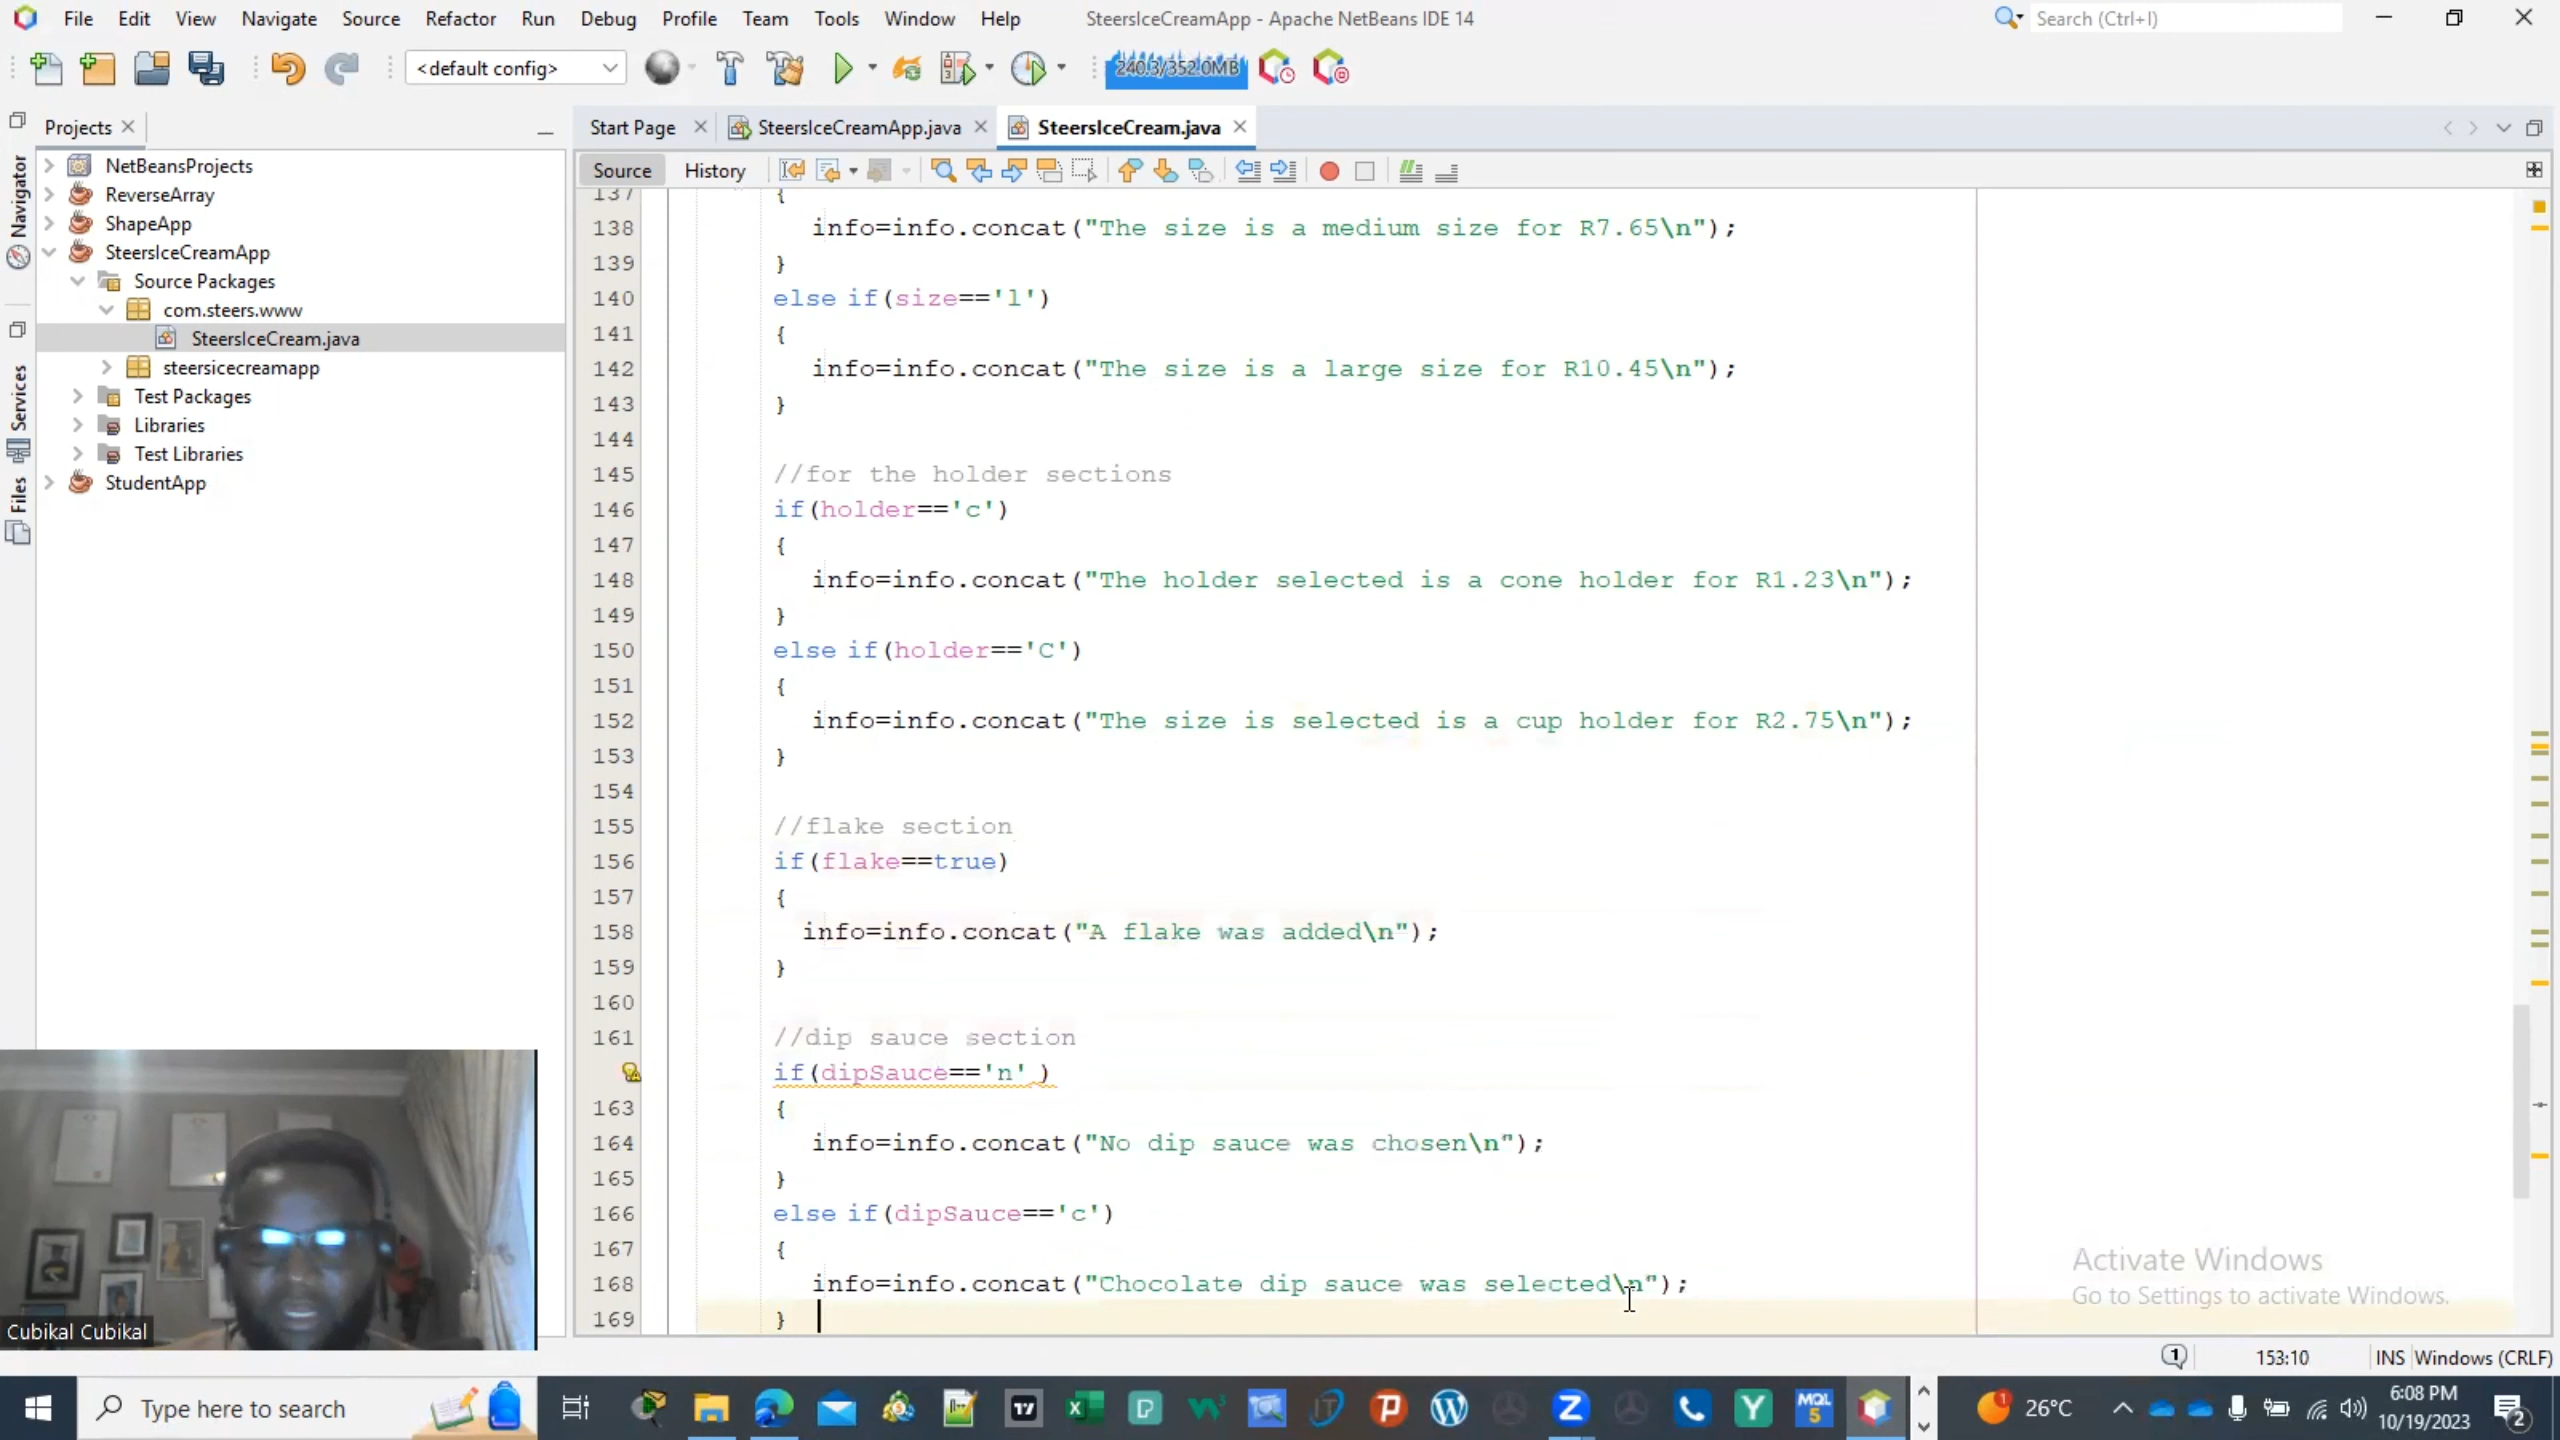 File Edit View Navigate Source Refactor Run Debug Profile Team Tools Window Help SteersIceCreamApp - Apache NetBeans IDE 14 Search (Ctrl+I)
<default config> 240.3/352.0MB
Projects Start Page SteersIceCreamApp.java SteersIceCream.java
Source History
Navigator
Services
Files
NetBeansProjects
ReverseArray
ShapeApp
SteersIceCreamApp
Source Packages
com.steers.www
SteersIceCream.java
steersicecreamapp
Test Packages
Libraries
Test Libraries
StudentApp
137 {
138 info=info.concat("The size is a medium size for R7.65\n");
139 }
140 else if(size=='l')
141 {
142 info=info.concat("The size is a large size for R10.45\n");
143 }
144
145 //for the holder sections
146 if(holder=='c')
147 {
148 info=info.concat("The holder selected is a cone holder for R1.23\n");
149 }
150 else if(holder=='C')
151 {
152 info=info.concat("The size is selected is a cup holder for R2.75\n");
153 }
154
155 //flake section
156 if(flake==true)
157 {
158 info=info.concat("A flake was added\n");
159 }
160
161 //dip sauce section
if(dipSauce=='n' )
163 {
164 info=info.concat("No dip sauce was chosen\n");
165 }
166 else if(dipSauce=='c')
167 {
168 info=info.concat("Chocolate dip sauce was selected\n");
169 }
Activate Windows
Go to Settings to activate Windows.
Cubikal Cubikal
1 153:10 INS Windows (CRLF)
Type here to search
MQL
5
1 26°C 6:08 PM
10/19/2023
2